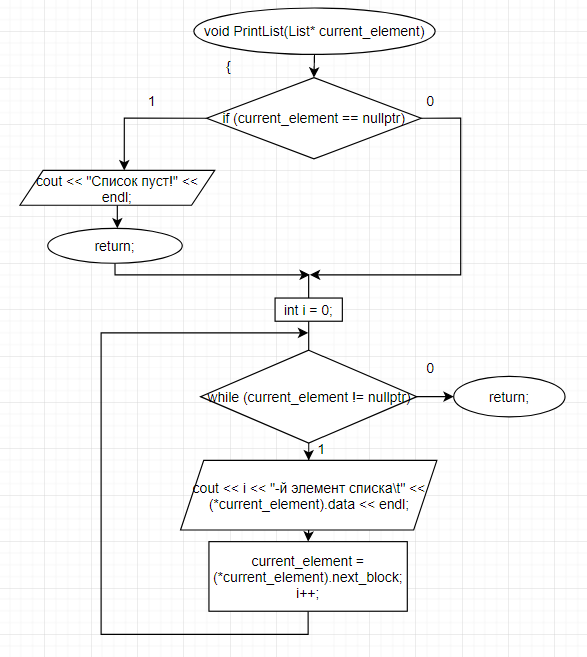 void PrintList(List* current_element)
{
1
0
if (current_element == nullptr)
cout << "Список пуст!" <<
endl;
return;
int i = 0;
0
while (current_element != nullptr)
return;
1
cout << i << "-й элемент списка\t" <<
(*current_element).data << endl;
current_element =
(*current_element).next_block;
i++;